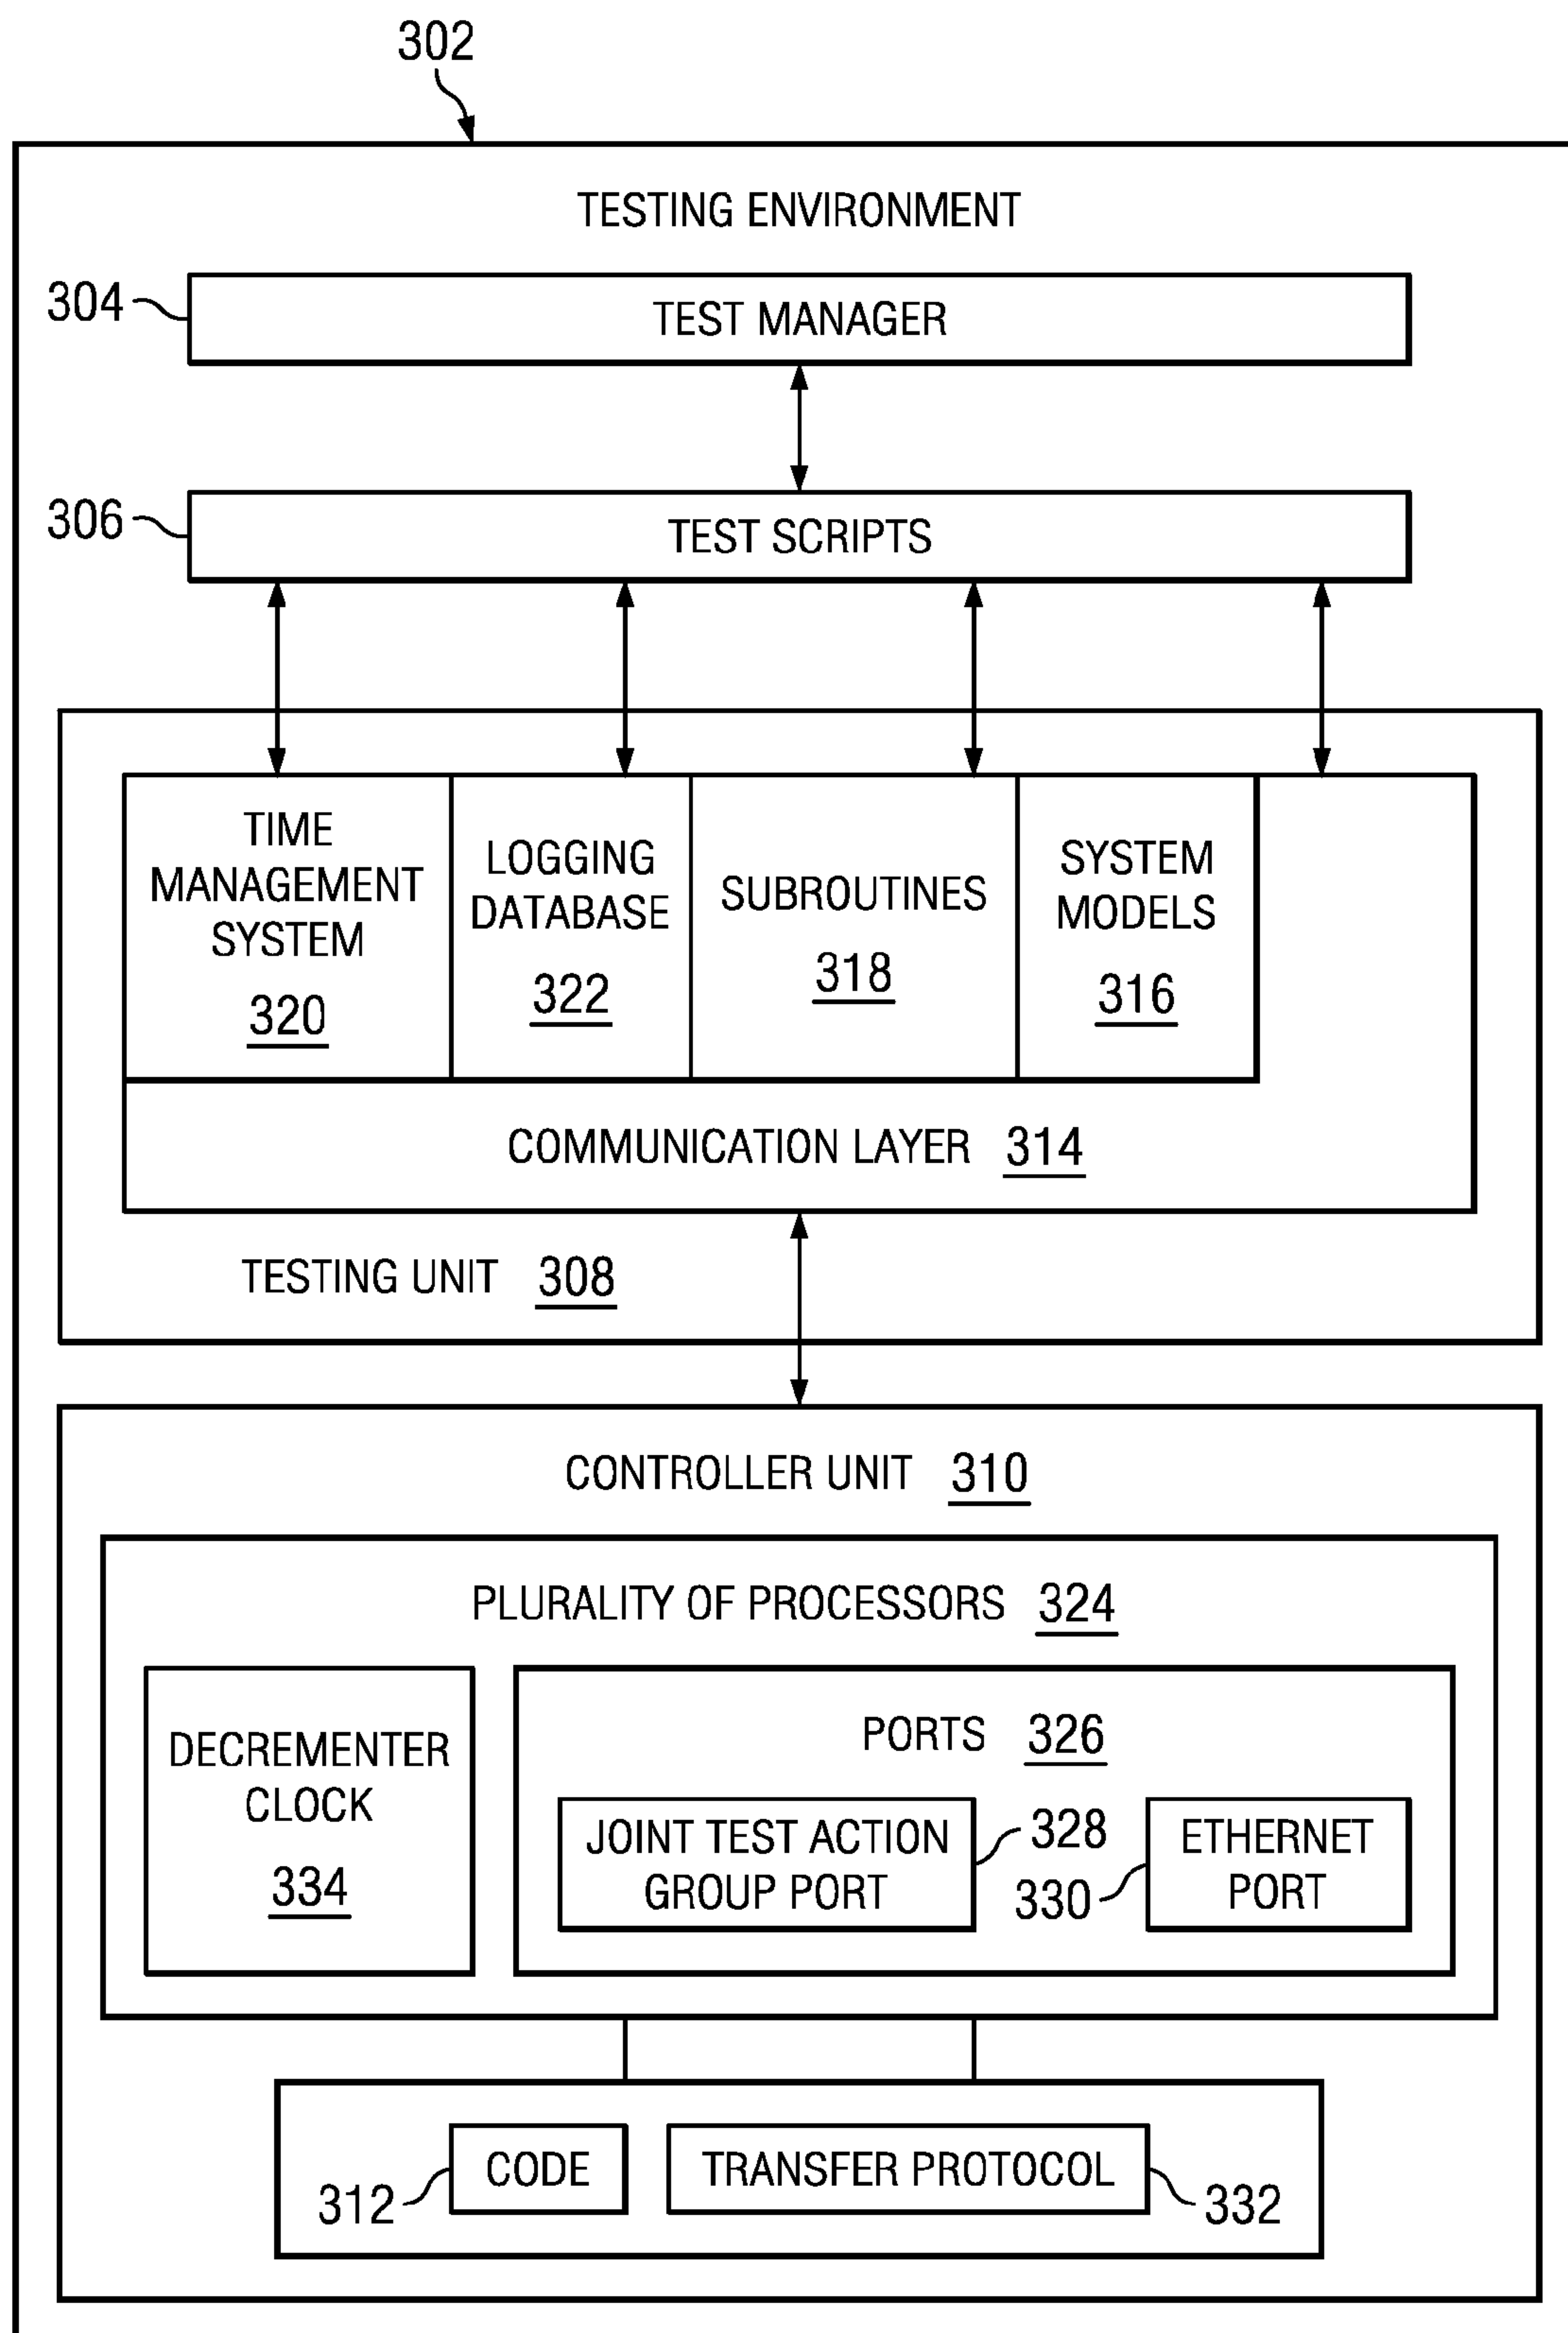 302
TESTING ENVIRONMENT
304
TEST MANAGER
306
TEST SCRIPTS
TIME
MANAGEMENT
SYSTEM
320
LOGGING
DATABASE
322
SUBROUTINES
318
SYSTEM
MODELS
316
COMMUNICATION LAYER 314
TESTING UNIT 308
CONTROLLER UNIT 310
PLURALITY OF PROCESSORS 324
DECREMENTER
CLOCK
334
PORTS 326
JOINT TEST ACTION
GROUP PORT
328
330
ETHERNET
PORT
312
CODE
TRANSFER PROTOCOL
332